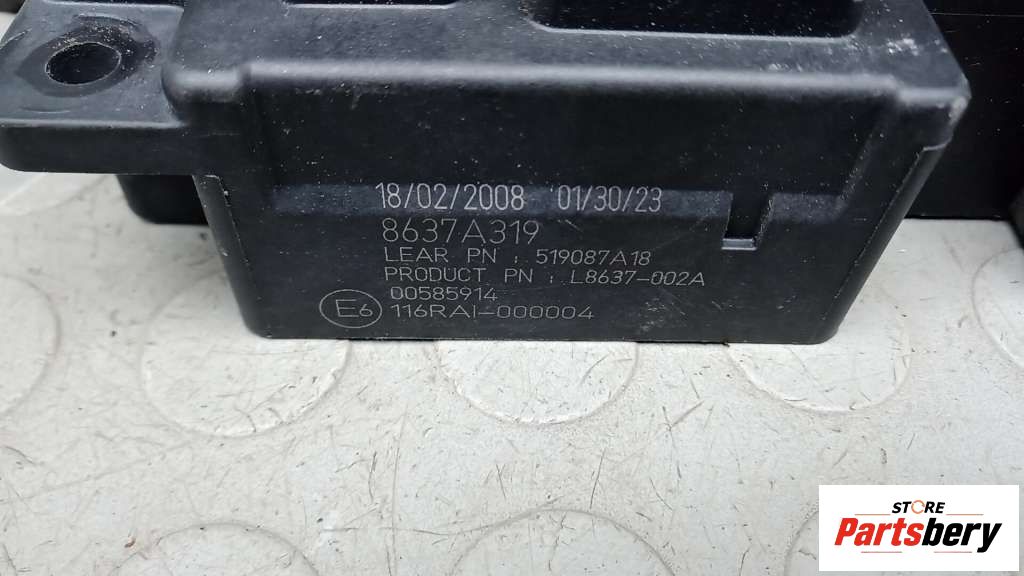 18/02/2008 01/30/23
8637A319
LEAR PN : 519087A18
PRODUCT PN : L8637-002A
00585914
E6 116RAI-000004
STORE
Partsbery